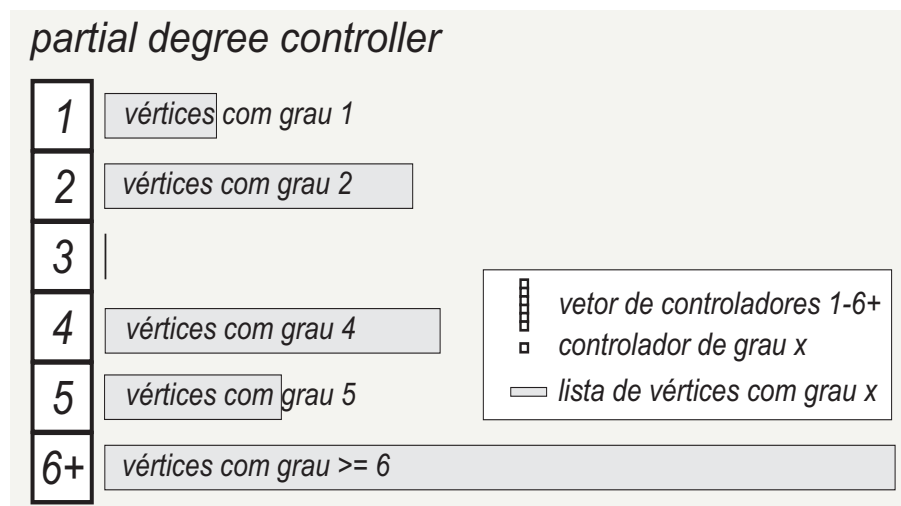 partial degree controller
1 vértices com grau 1
2 vértices com grau 2
3
4 vértices com grau 4
5 vértices com grau 5
6+ vértices com grau >= 6
vetor de controladores 1-6+
controlador de grau x
lista de vértices com grau x